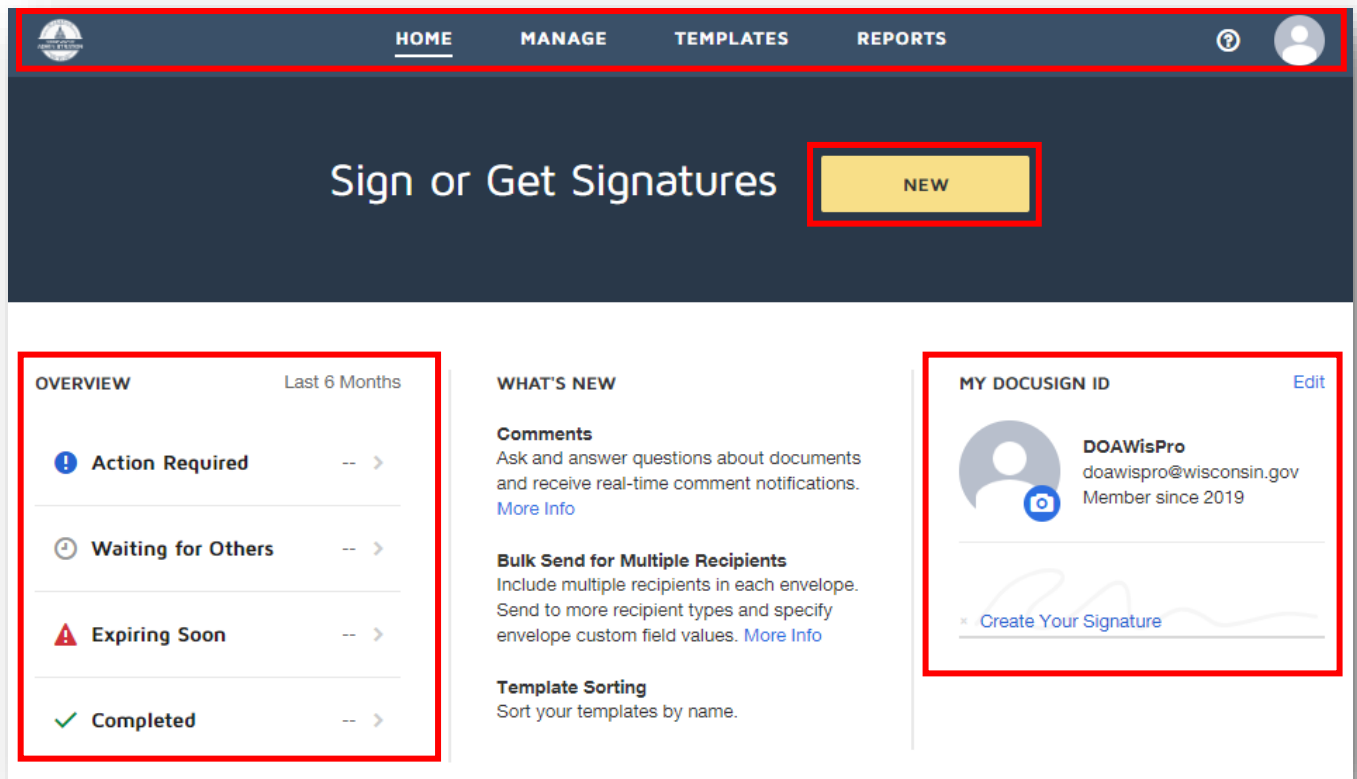 HOME MANAGE TEMPLATES REPORTS
Sign or Get Signatures NEW
OVERVIEW Last 6 Months
Action Required --
Waiting for Others --
Expiring Soon --
Completed --
WHAT'S NEW
Comments
Ask and answer questions about documents
and receive real-time comment notifications.
More Info
Bulk Send for Multiple Recipients
Include multiple recipients in each envelope.
Send to more recipient types and specify
envelope custom field values. More Info
Template Sorting
Sort your templates by name.
MY DOCUSIGN ID Edit
DOAWisPro
doawispro@wisconsin.gov
Member since 2019
× Create Your Signature